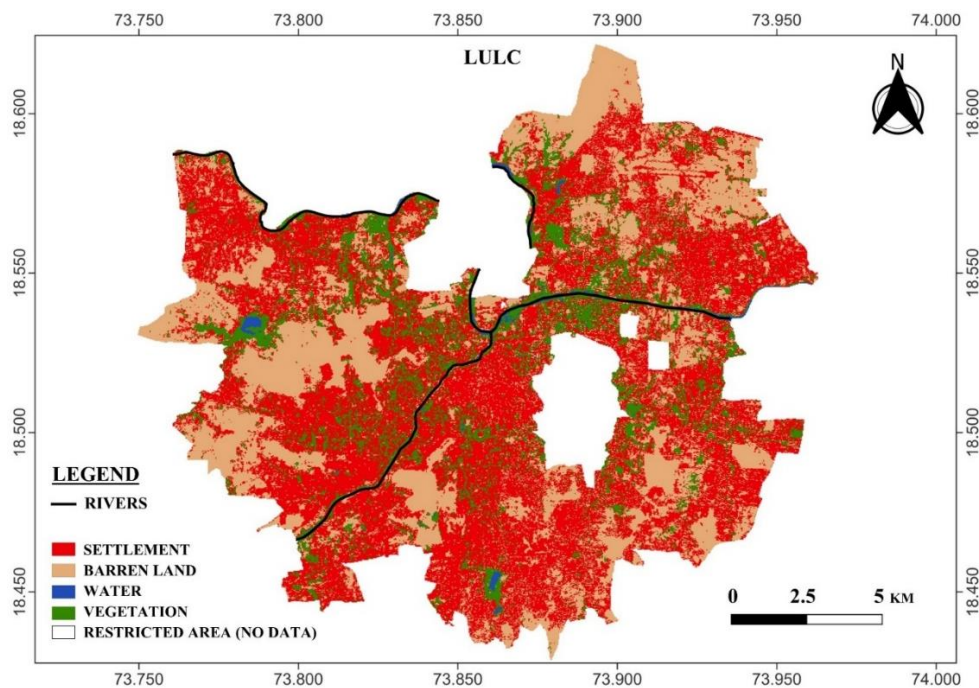 73.750 73.800 73.850 73.900 73.950 74.000
LULC
N
18.600 18.600
18.550 18.550
18.500 18.500
18.450 18.450
LEGEND
RIVERS
SETTLEMENT
BARREN LAND
WATER
VEGETATION
RESTRICTED AREA (NO DATA)
0 2.5 5 KM
73.750 73.800 73.850 73.900 73.950 74.000